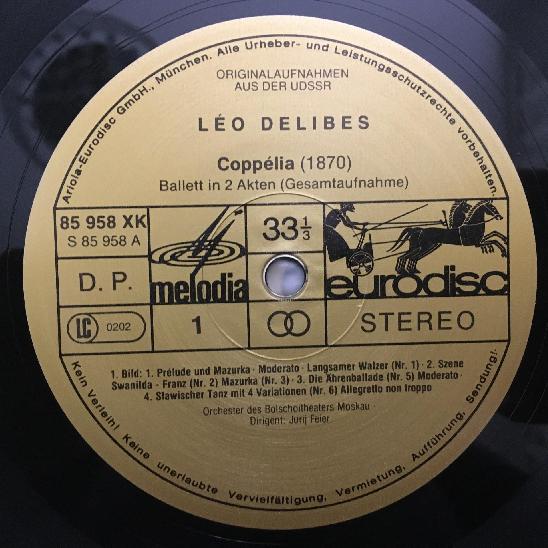 Ariola-Eurodisc GmbH., München. Alle Urheber- und Leistungsschutzrechte vorbehalten.
ORIGINALAUFNAHMEN
AUS DER UDSSR
LÉO DELIBES
Coppélia (1870)
Ballett in 2 Akten (Gesamtaufnahme)
85 958 XK
S 85 958 A
33 1/3
D. P.
melodia
eurodisc
LC 0202
1
STEREO
1. Bild: 1. Prélude und Mazurka · Moderato · Langsamer Walzer (Nr. 1) · 2. Szene
Swanilda - Franz (Nr. 2) Mazurka (Nr. 3) · 3. Die Ährenballade (Nr. 5) Moderato ·
4. Slawischer Tanz mit 4 Variationen (Nr. 6) Allegretto non troppo
Orchester des Bolschoitheaters Moskau ·
Dirigent: Jurij Feier
Kein Verleih! Keine unerlaubte Vervielfältigung, Vermietung, Aufführung, Sendung!